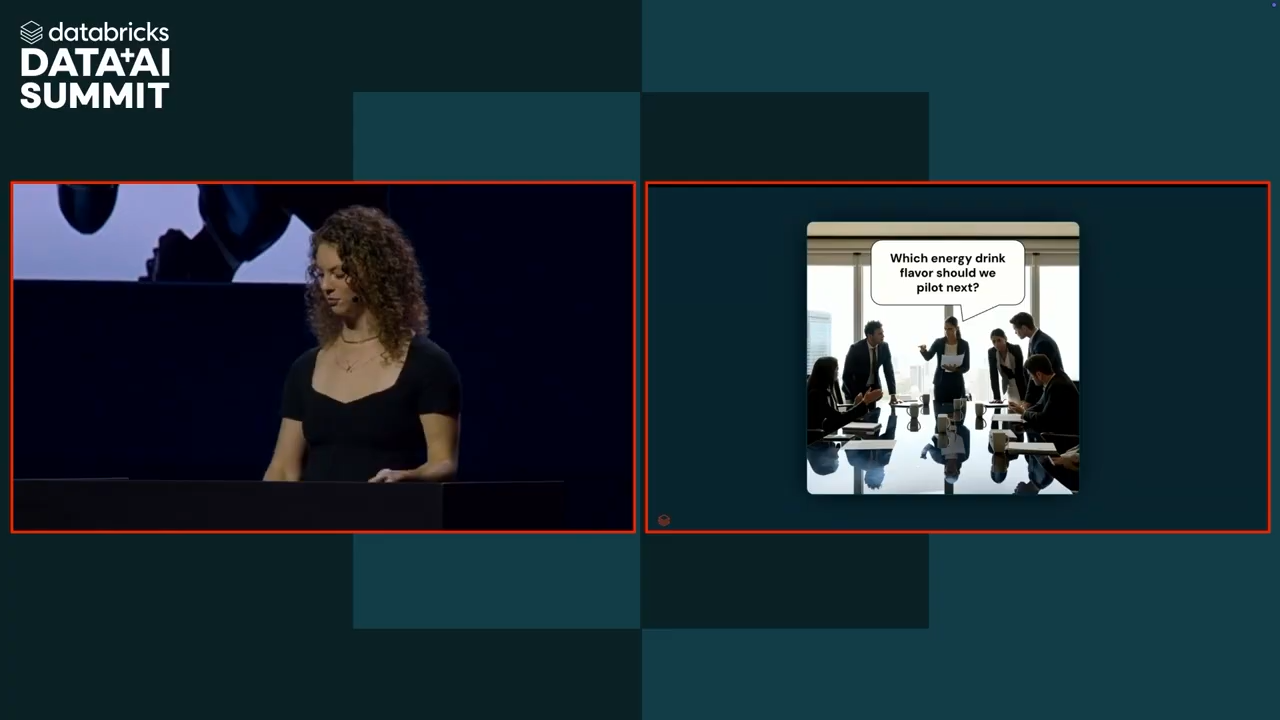 databricks
DATA+AI
SUMMIT
Which energy drink
flavor should we
pilot next?